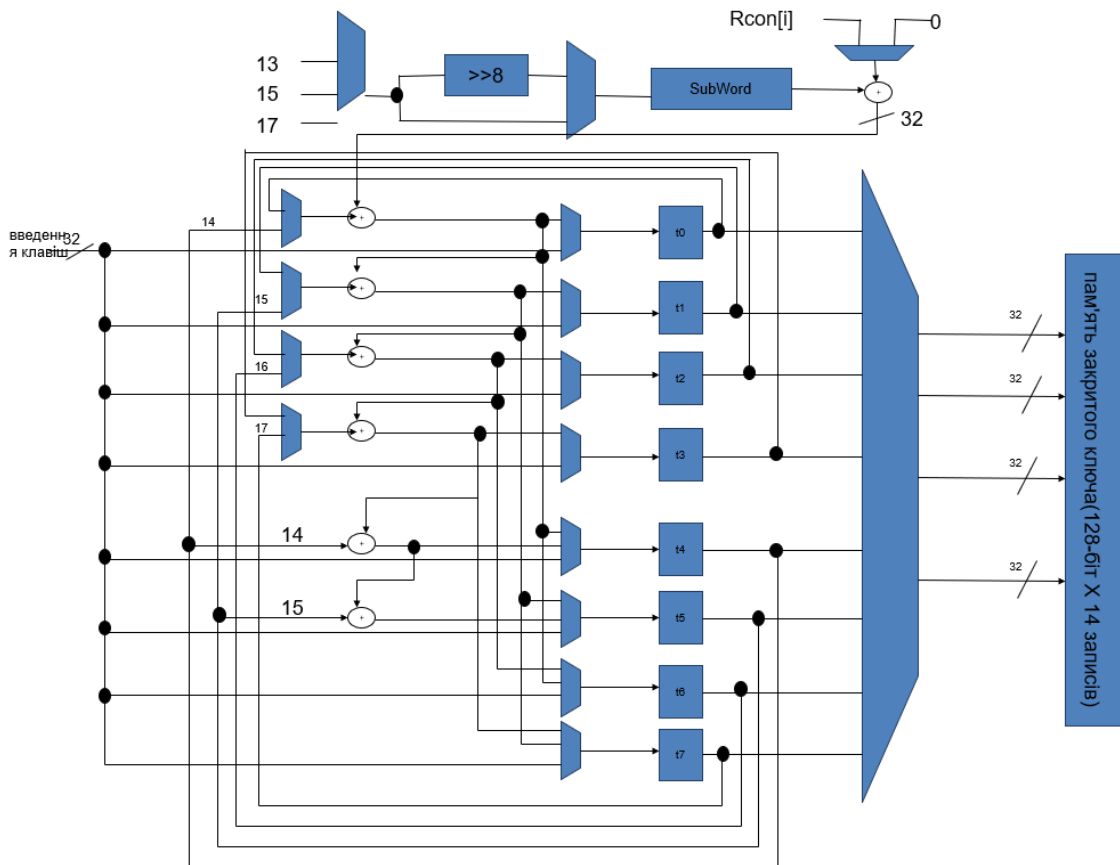 Rcon[i]
0
13
>>8
15
SubWord
17
32
14
введенн
32
я клавіш
t0
15
t1
16
t2
17
t3
14
t4
15
t5
t6
t7
32
32
32
32
пам'ять закритого ключа(128-біт X 14 записів)
+
+
+
+
+
+
+